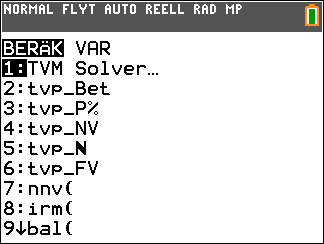 NORMAL FLYT AUTO REELL RAD MP
BERÄK VAR
1:TVM Solver…
2:tvp_Bet
3:tvp_P%
4:tvp_NV
5:tvp_N
6:tvp_FV
7:nnv(
8:irm(
9↓bal(